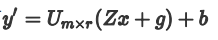 y′ = U_{m×r}(Zx + g) + b